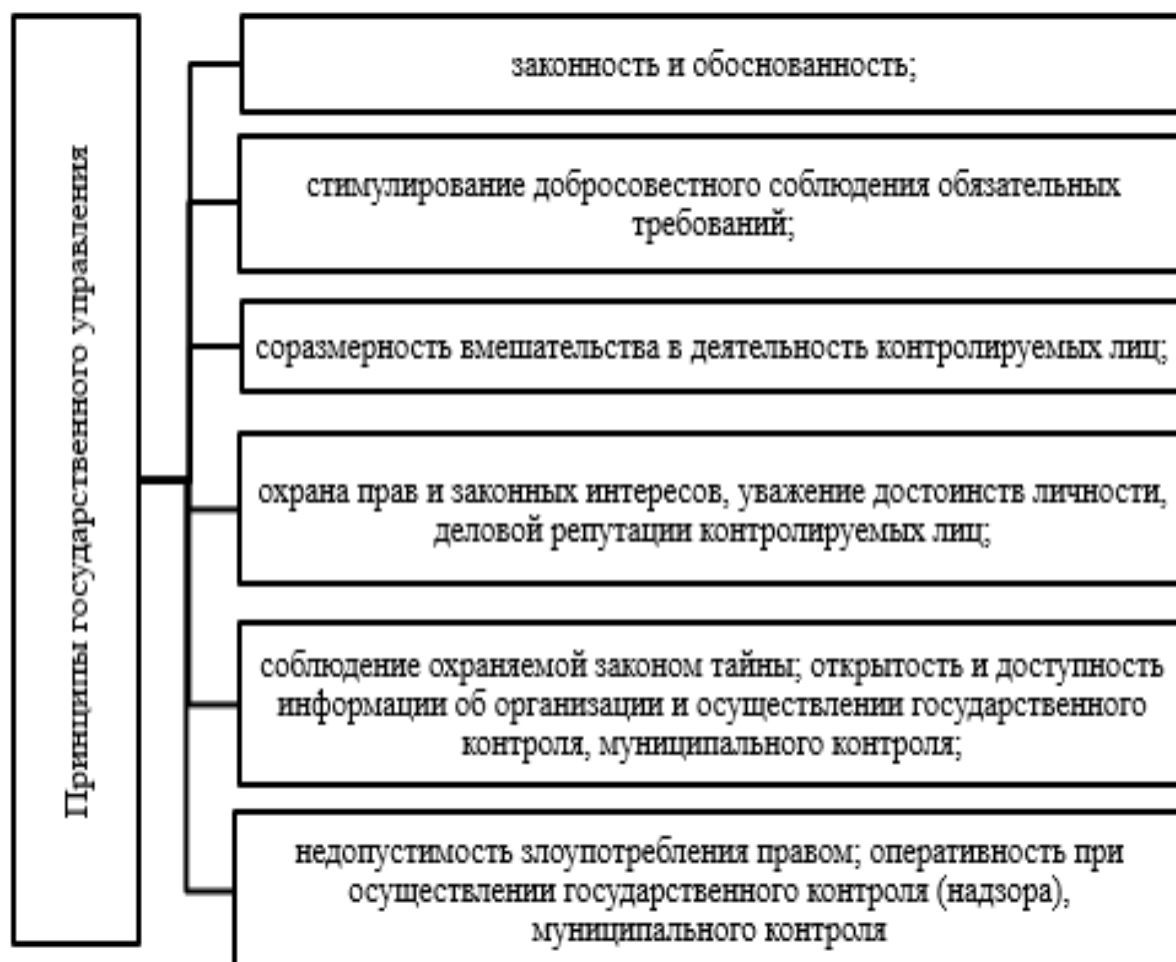 Принципы государственного управления
законность и обоснованность;
стимулирование добросовестного соблюдения обязательных
требований;
соразмерность вмешательства в деятельность контролируемых лиц;
охрана прав и законных интересов, уважение достоинств личности,
деловой репутации контролируемых лиц;
соблюдение охраняемой законом тайны; открытость и доступность
информации об организации и осуществлении государственного
контроля, муниципального контроля;
недопустимость злоупотребления правом; оперативность при
осуществлении государственного контроля (надзора),
муниципального контроля